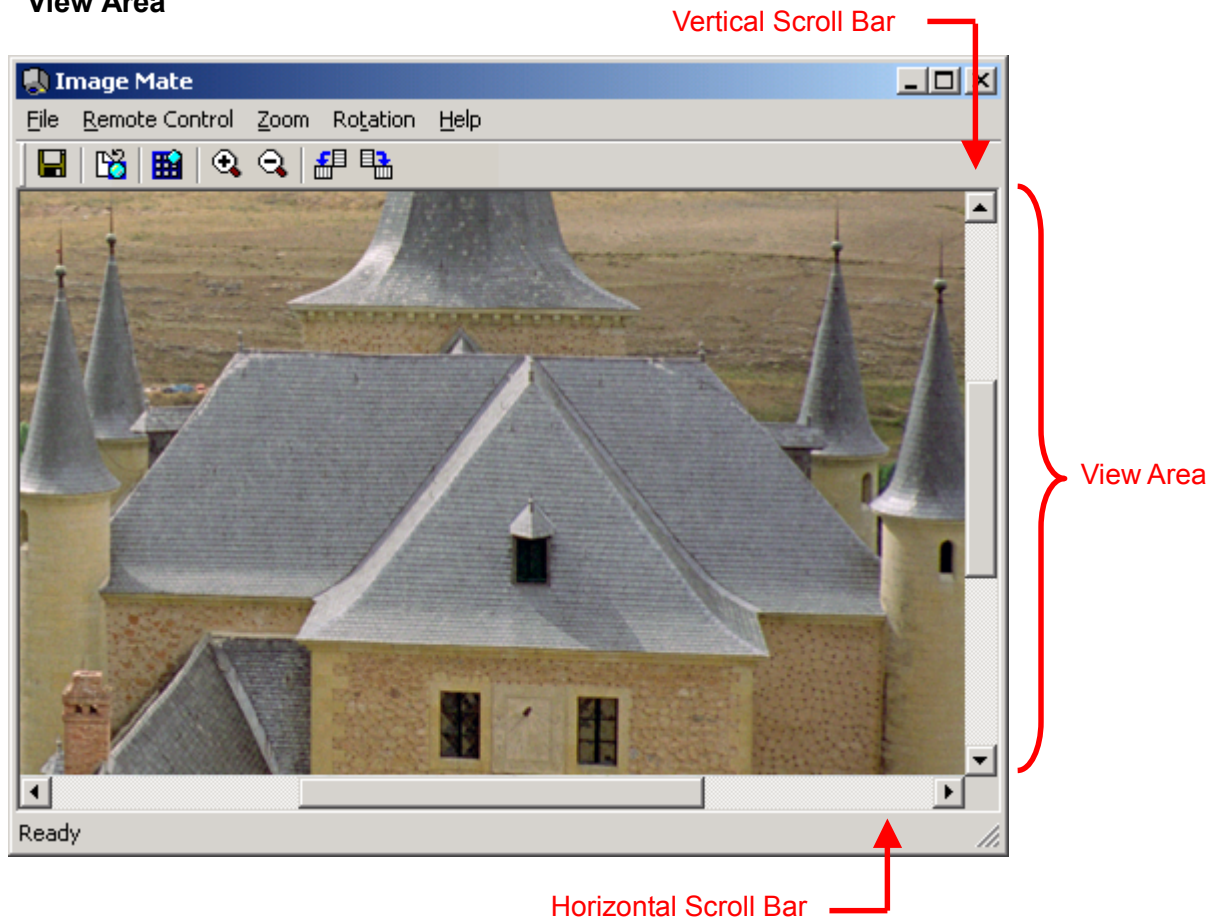 View Area
Vertical Scroll Bar
Image Mate
File Remote Control Zoom Rotation Help
View Area
Ready
Horizontal Scroll Bar